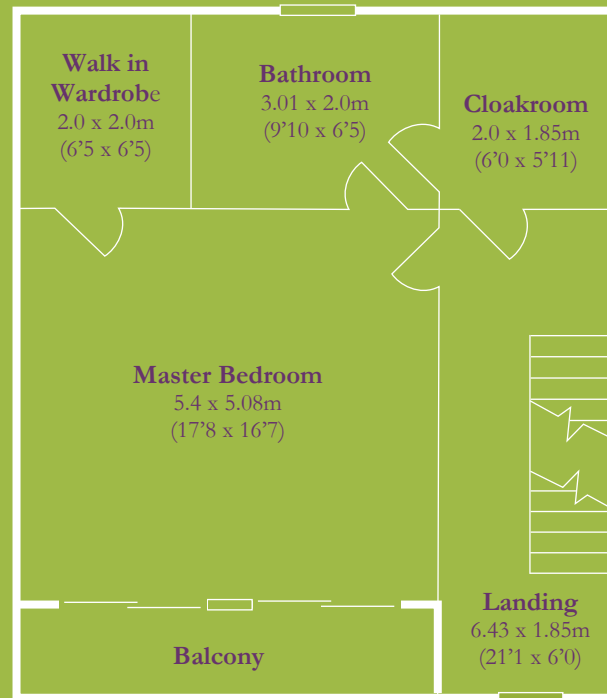 Walk in
Wardrobe
2.0 x 2.0m
(6'5 x 6'5)
Bathroom
3.01 x 2.0m
(9'10 x 6'5)
Cloakroom
2.0 x 1.85m
(6'0 x 5'11)
Master Bedroom
5.4 x 5.08m
(17'8 x 16'7)
Landing
6.43 x 1.85m
(21'1 x 6'0)
Balcony